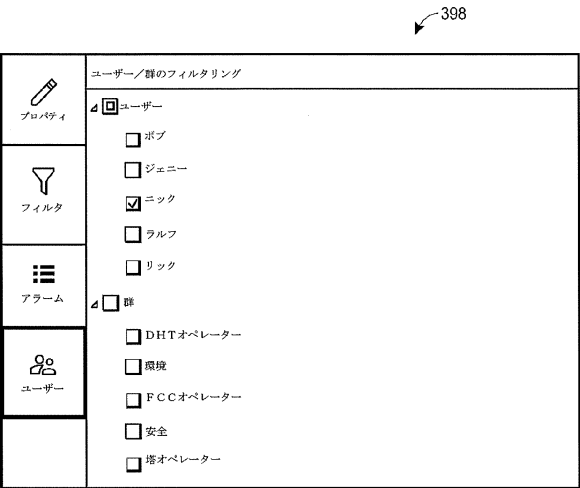 398
ユーザー／群のフィルタリング
プロパティ
フィルタ
アラーム
ユーザー
ユーザー
ボブ
ジェニー
ニック
ラルフ
リック
群
DHTオペレーター
環境
FCCオペレーター
安全
塔オペレーター